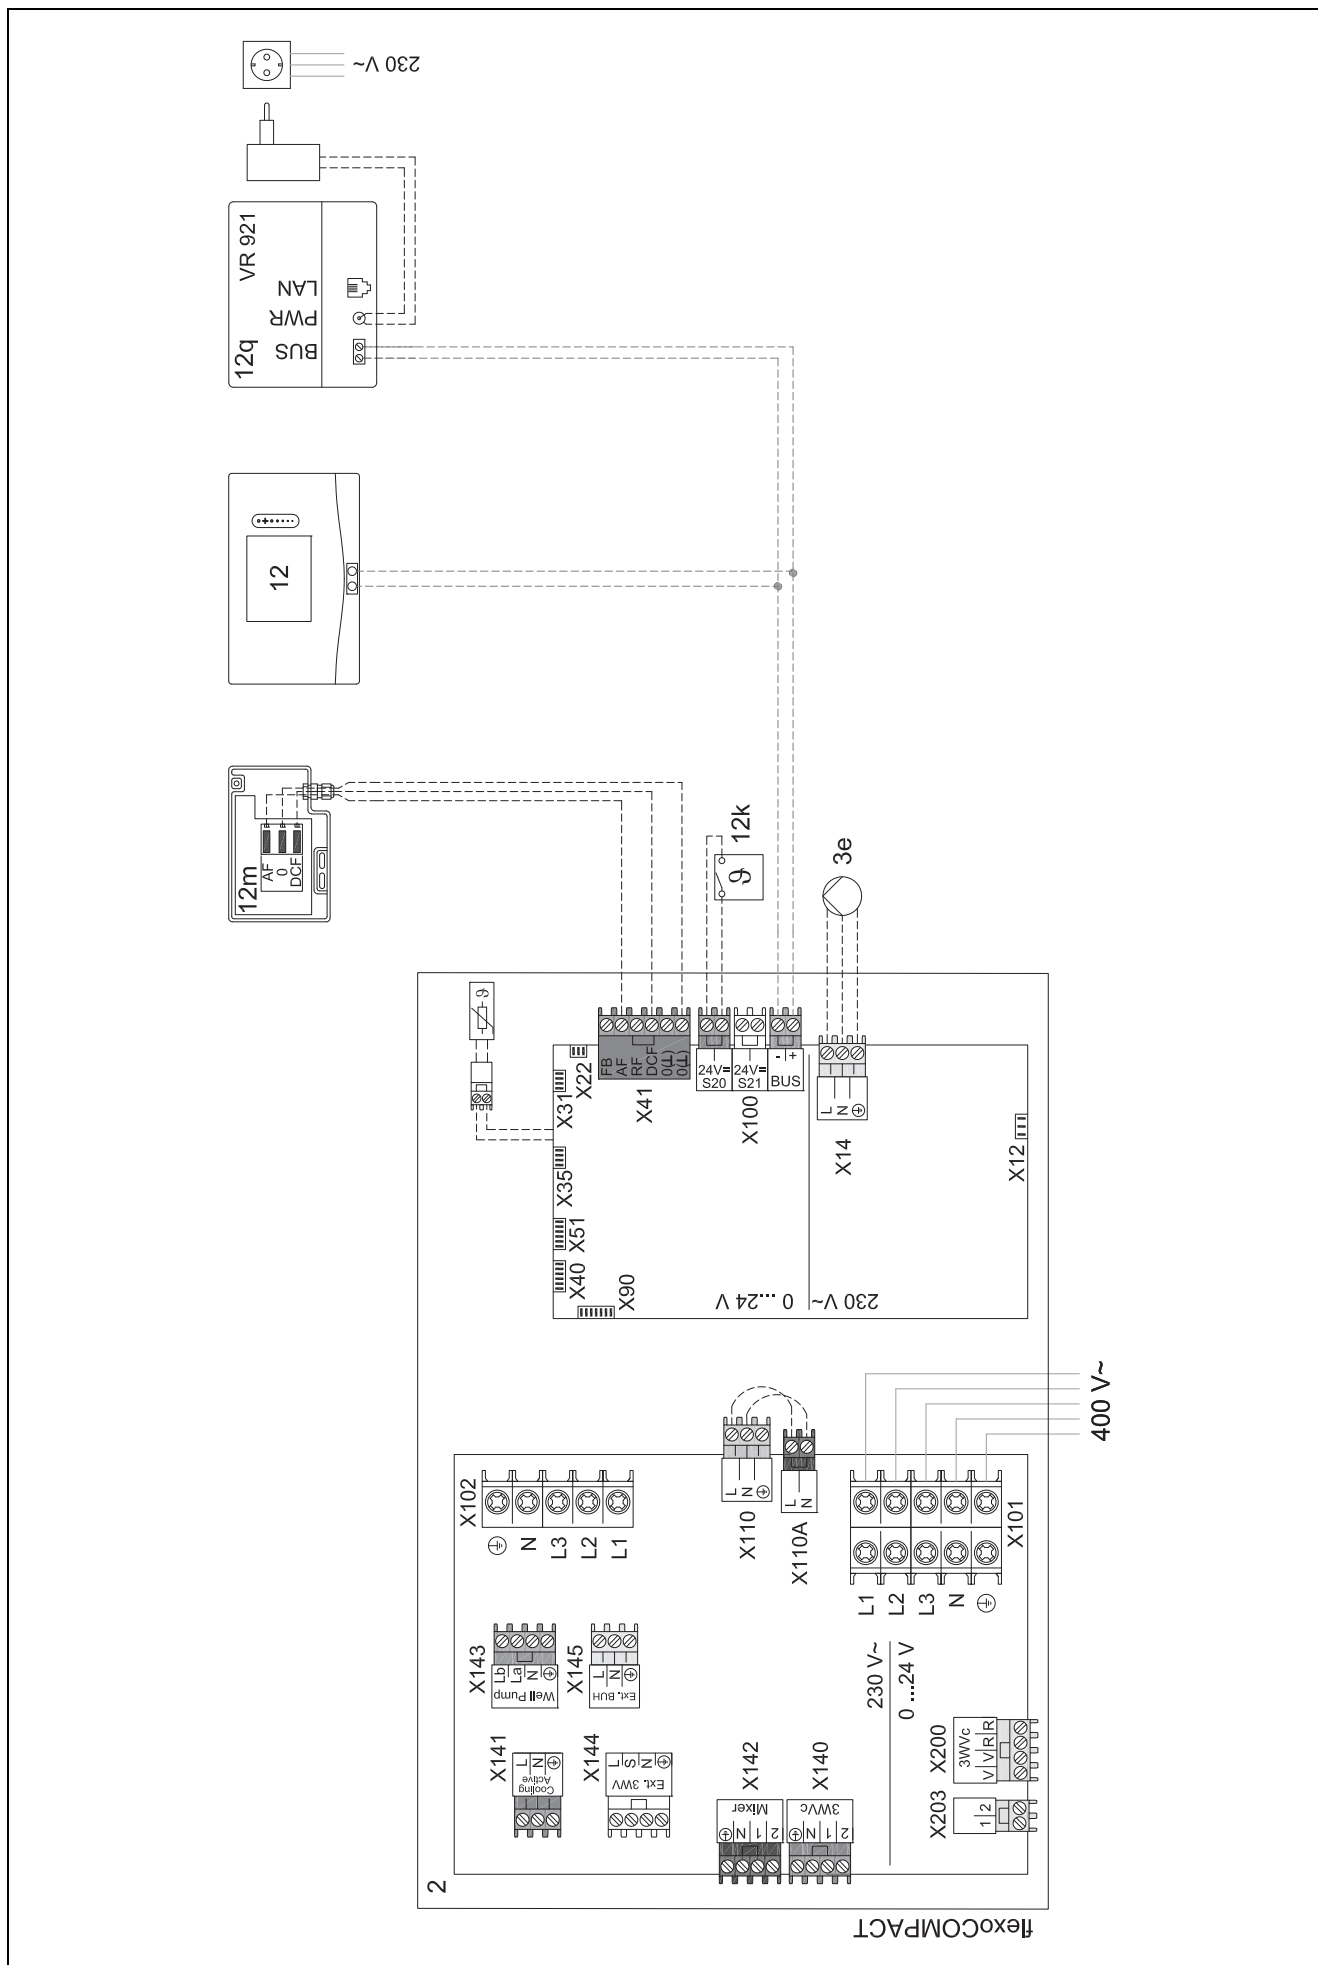 230 V~
VR 921
LAN
PWR
BUS
12q
12
12m
AF
0
DCF
12k
ϑ
3e
ϑ
X22
X31
X35
X51
X40
X90
FB
AF
RF
DCF
0(⊥)
0(⊥)
X41
24V=
S20
24V=
S21
X100
- +
BUS
L
N
X14
X12
0...24 V
230 V~
400 V~
X102
N
L3
L2
L1
L
N
X110
L
N
X110A
X101
L1
L2
L3
N
X143
Lb
La
N
Well Pump
X145
L
N
Ext. BUH
X141
L
N
Cooling
Active
X144
L
S
N
Ext. 3WV
X142
Mixer
N
1
2
X140
3WVc
N
1
2
230 V~
0 ...24 V
X200
3WVc
V V R R
X203
1 2
2
flexoCOMPACT